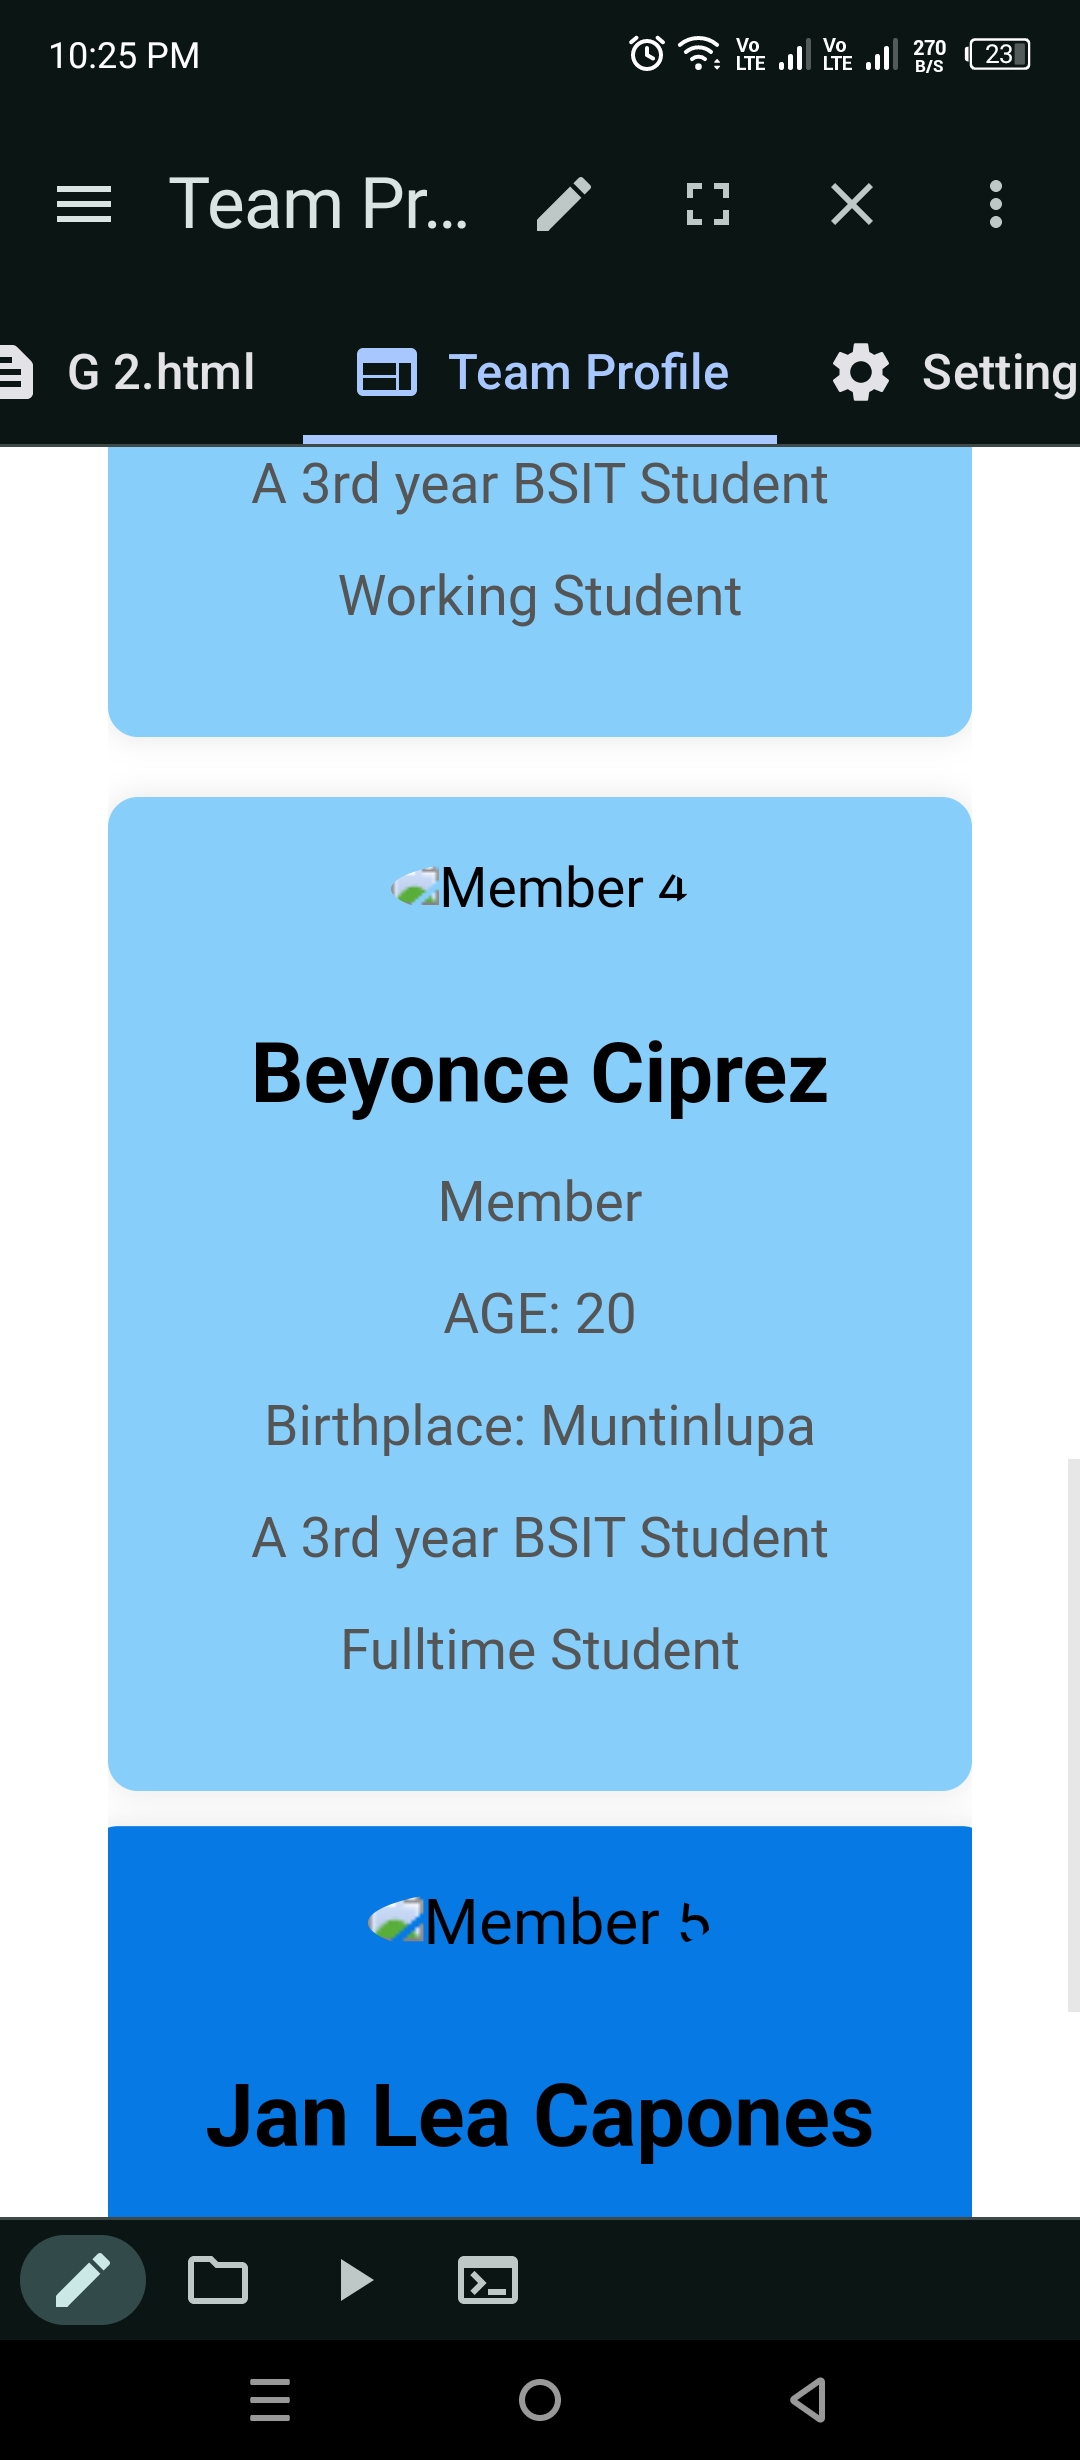 10:25 PM
Vo LTE Vo LTE 270 B/S 23
Team Pr...
G 2.html Team Profile Setting
A 3rd year BSIT Student
Working Student
Member 4
Beyonce Ciprez
Member
AGE: 20
Birthplace: Muntinlupa
A 3rd year BSIT Student
Fulltime Student
Member 5
Jan Lea Capones